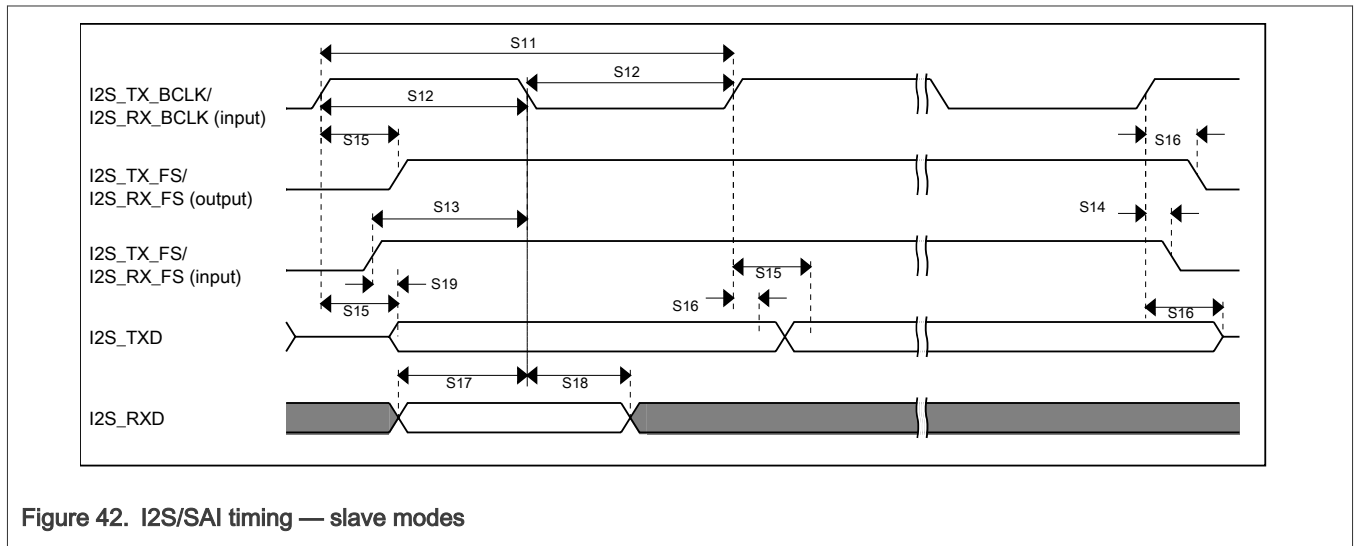 S11
S12
I2S_TX_BCLK/
I2S_RX_BCLK (input)
S12
S15
S16
I2S_TX_FS/
I2S_RX_FS (output)
S13
S14
I2S_TX_FS/
I2S_RX_FS (input)
S15
S19
S15
S16
S16
I2S_TXD
S17
S18
I2S_RXD
Figure 42. I2S/SAI timing — slave modes